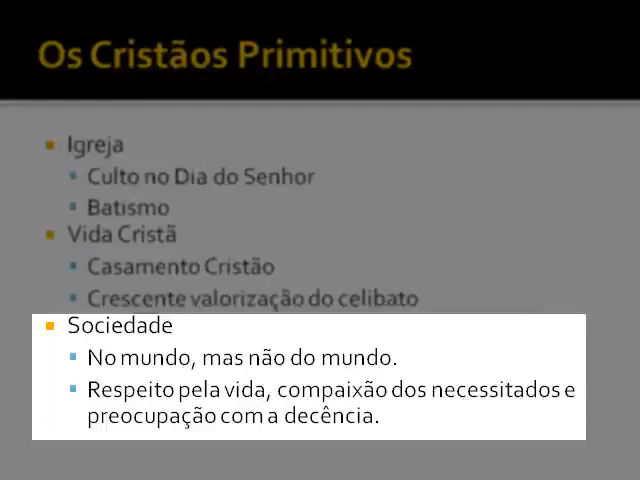 Os Cristãos Primitivos
Igreja
Culto no Dia do Senhor
Batismo
Vida Cristã
Casamento Cristão
Crescente valorização do celibato
Sociedade
No mundo, mas não do mundo.
Respeito pela vida, compaixão dos necessitados e
preocupação com a decência.